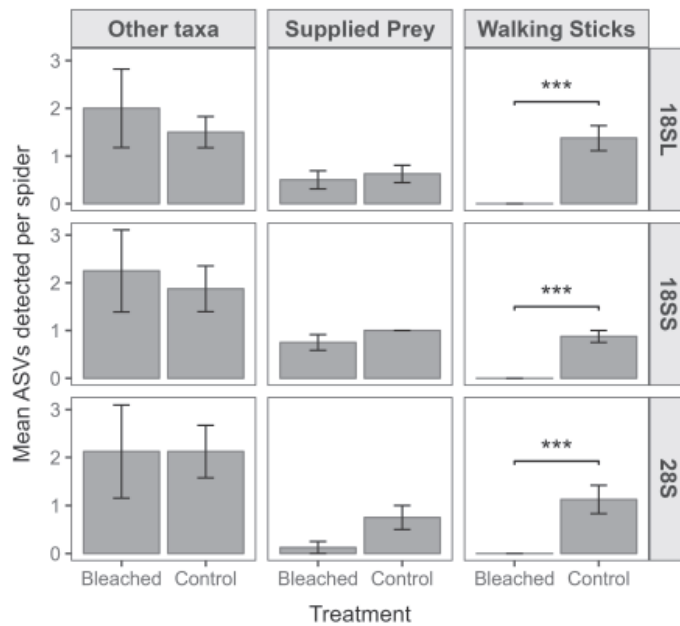 Other taxa Supplied Prey Walking Sticks
Mean ASVs detected per spider
3
2
1
0
***
18SL
3
2
1
0
***
18SS
3
2
1
0
***
28S
Bleached Control Bleached Control Bleached Control
Treatment